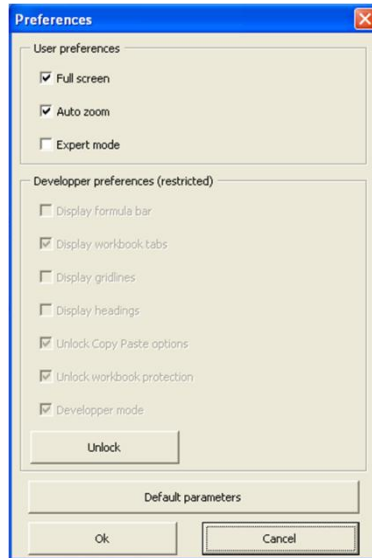 Preferences
User preferences
Full screen
Auto zoom
Expert mode
Developper preferences (restricted)
Display formula bar
Display workbook tabs
Display gridlines
Display headings
Unlock Copy Paste options
Unlock workbook protection
Developper mode
Unlock
Default parameters
Ok Cancel